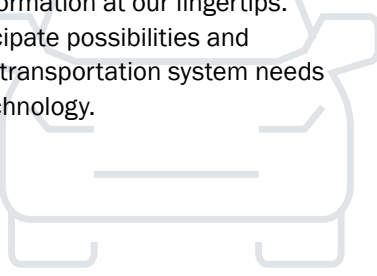 ormation at our fingertips.
cipate possibilities and
transportation system needs
chnology.